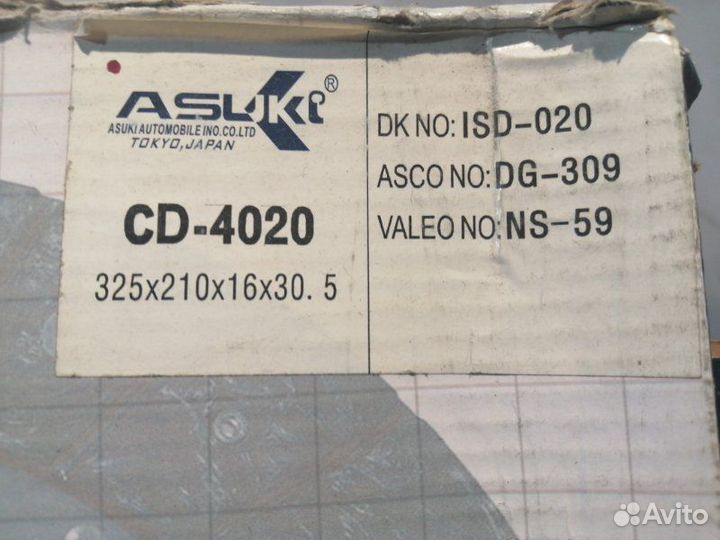 ASUKI ®
ASUKI AUTOMOBILE INO.CO.LTD
TOKYO,JAPAN
CD-4020
325x210x16x30.5
DK NO: ISD-020
ASCO NO: DG-309
VALEO NO: NS-59
Avito